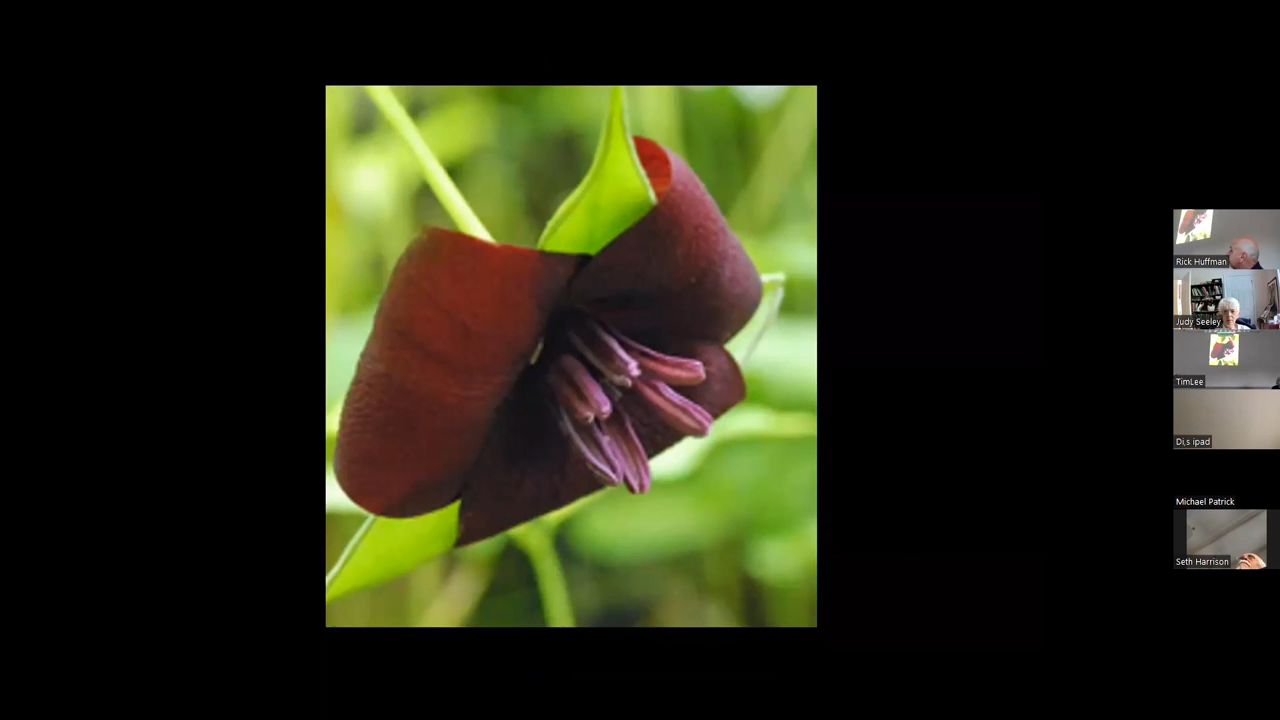 Rick Huffman
Judy Seeley
TimLee
Di,s ipad
Michael Patrick
Seth Harrison